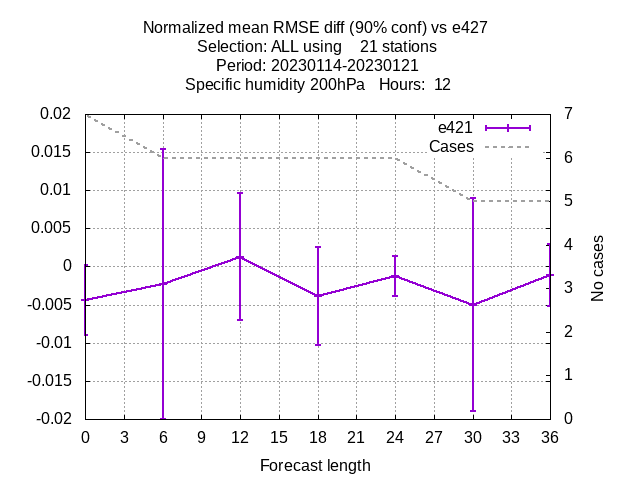 Normalized mean RMSE diff (90% conf) vs e427
Selection: ALL using    21 stations
Period: 20230114-20230121
Specific humidity 200hPa   Hours:  12
e421
Cases
0.02
0.015
0.01
0.005
0
-0.005
-0.01
-0.015
-0.02
7
6
5
4
3
2
1
0
No cases
0 3 6 9 12 15 18 21 24 27 30 33 36
Forecast length